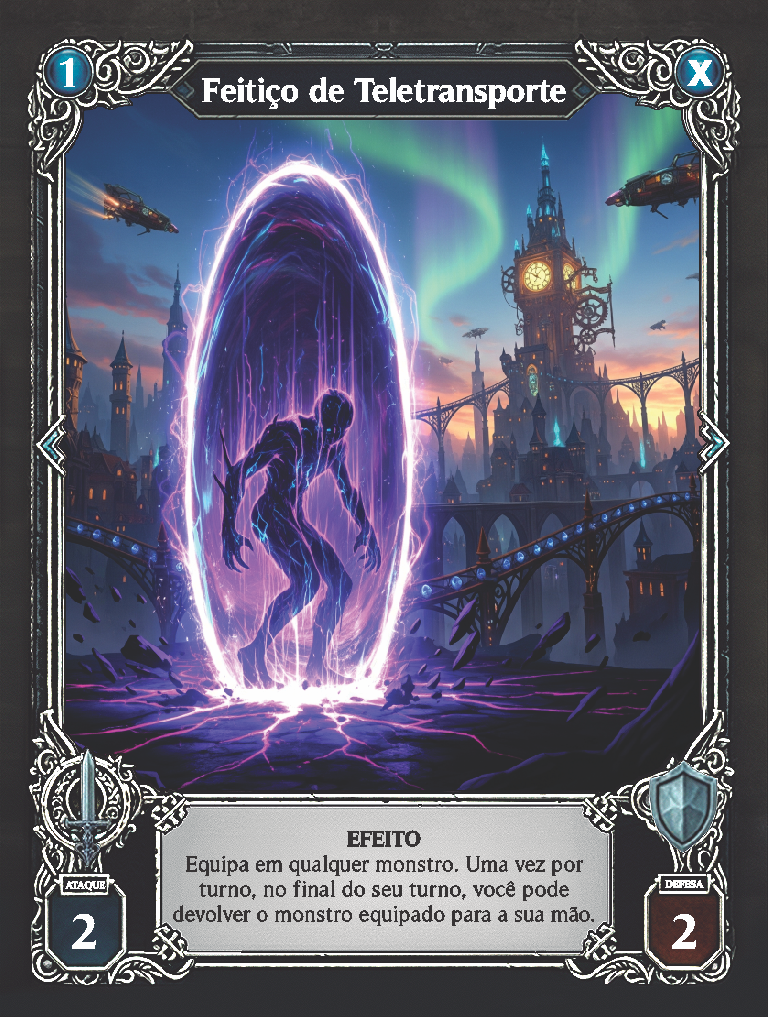 1
Feitiço de Teletransporte
X
EFEITO
Equipa em qualquer monstro. Uma vez por
turno, no final do seu turno, você pode
devolver o monstro equipado para a sua mão.
ATAQUE
2
DEFESA
2